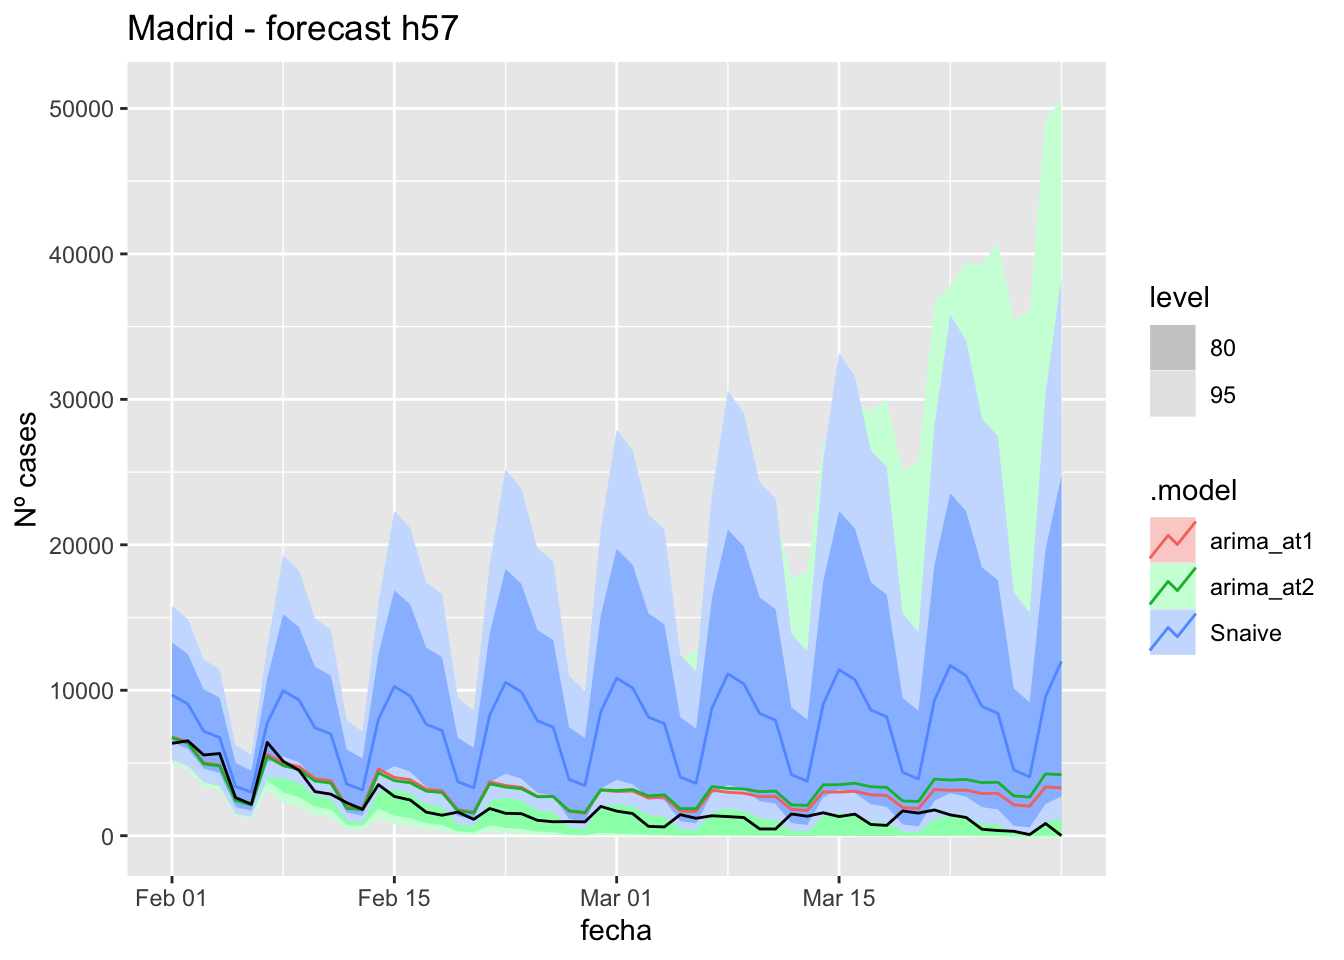 Madrid - forecast h57
Nº cases
50000
40000
30000
20000
10000
0
Feb 01
Feb 15
Mar 01
Mar 15
fecha
level
80
95
.model
arima_at1
arima_at2
Snaive